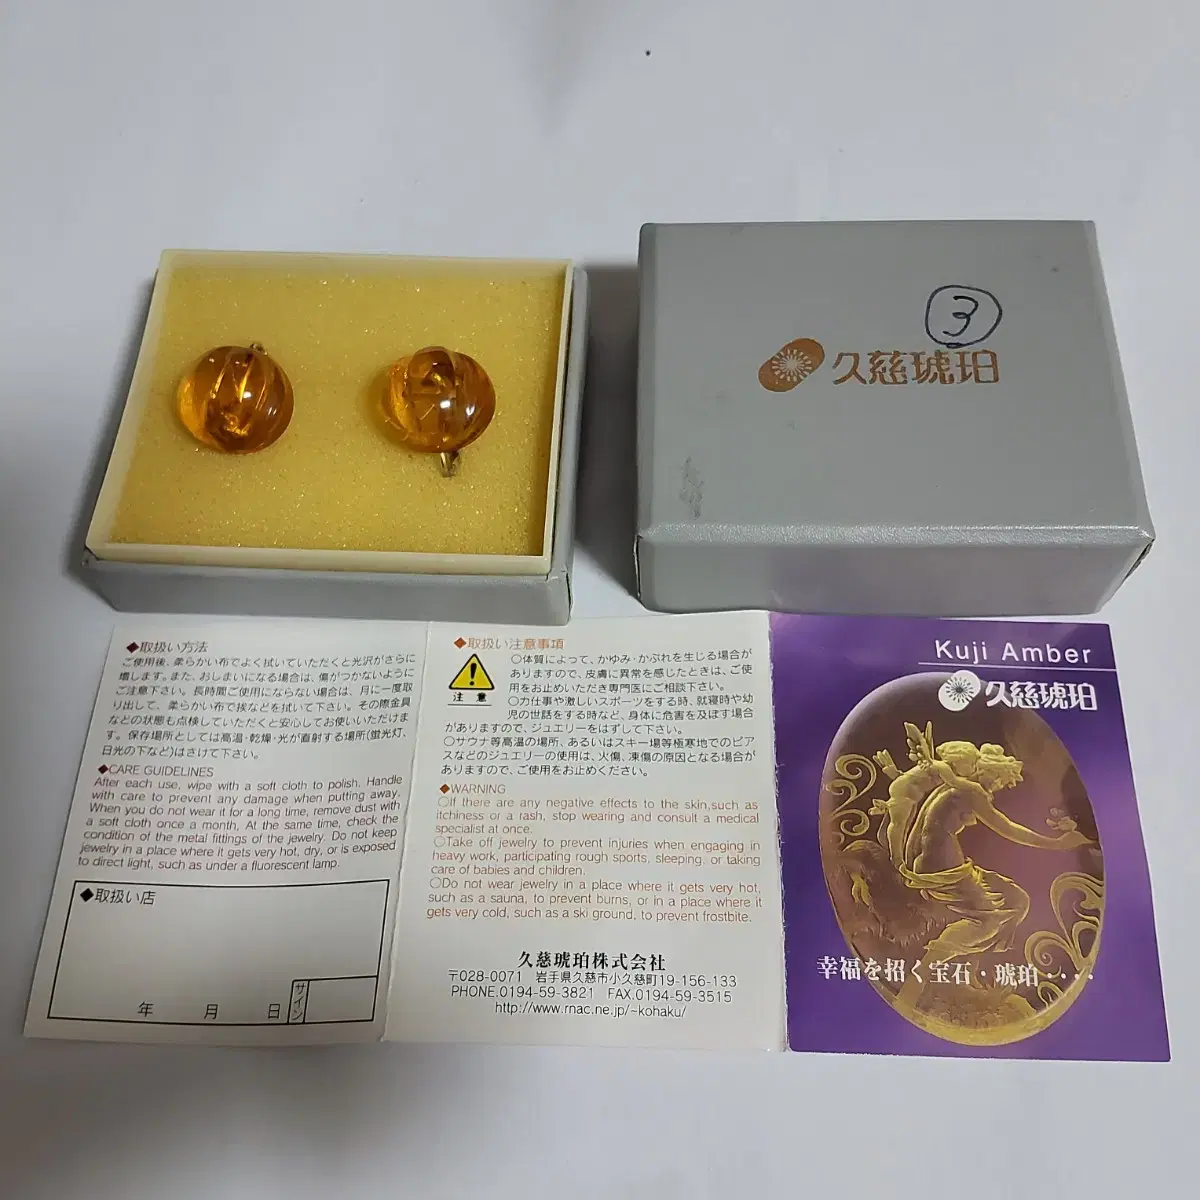 3
久慈琥珀
◆取扱い方法
ご使用後、柔らかい布でよく拭いていただくと光沢がさらに
増します。また、おしまいになる場合は、傷がつかないように
ご注意下さい。長時間ご使用にならない場合は、月に一度取
り出して、柔らかい布で埃などを拭いて下さい。その際金具
などの状態も点検していただくと安心してお使いいただけま
す。保存場所としては高温・乾燥・光が直射する場所(蛍光灯、
日光の下など)はさけて下さい。
◆CARE GUIDELINES
After each use, wipe with a soft cloth to polish. Handle
with care to prevent any damage when putting away.
When you do not wear it for a long time, remove dust with
a soft cloth once a month. At the same time, check the
condition of the metal fittings of the jewelry. Do not keep
jewelry in a place where it gets very hot, dry, or is exposed
to direct light, such as under a fluorescent lamp.
◆取扱い店
年 月 日 サイン
◆取扱い注意事項
注 意
○体質によって、かゆみ・かぶれを生じる場合が
ありますので、皮膚に異常を感じたときは、ご使
用をお止めいただき専門医にご相談下さい。
○力仕事や激しいスポーツをする時、就寝時や幼
児の世話をする時など、身体に危害を及ぼす場合
がありますので、ジュエリーをはずして下さい。
○サウナ等高温の場所、あるいはスキー場等極寒地でのピア
スなどのジュエリーの使用は、火傷、凍傷の原因となる場合が
ありますので、ご使用をお止めください。
◆WARNING
○If there are any negative effects to the skin,such as
itchiness or a rash, stop wearing and consult a medical
specialist at once.
○Take off jewelry to prevent injuries when engaging in
heavy work, participating rough sports, sleeping, or taking
care of babies and children.
○Do not wear jewelry in a place where it gets very hot,
such as a sauna, to prevent burns, or in a place where it
gets very cold, such as a ski ground, to prevent frostbite.
久慈琥珀株式会社
〒028-0071 岩手県久慈市小久慈町19-156-133
PHONE.0194-59-3821 FAX.0194-59-3515
http://www.rnac.ne.jp/~kohaku/
Kuji Amber
久慈琥珀
幸福を招く宝石・琥珀・・・・